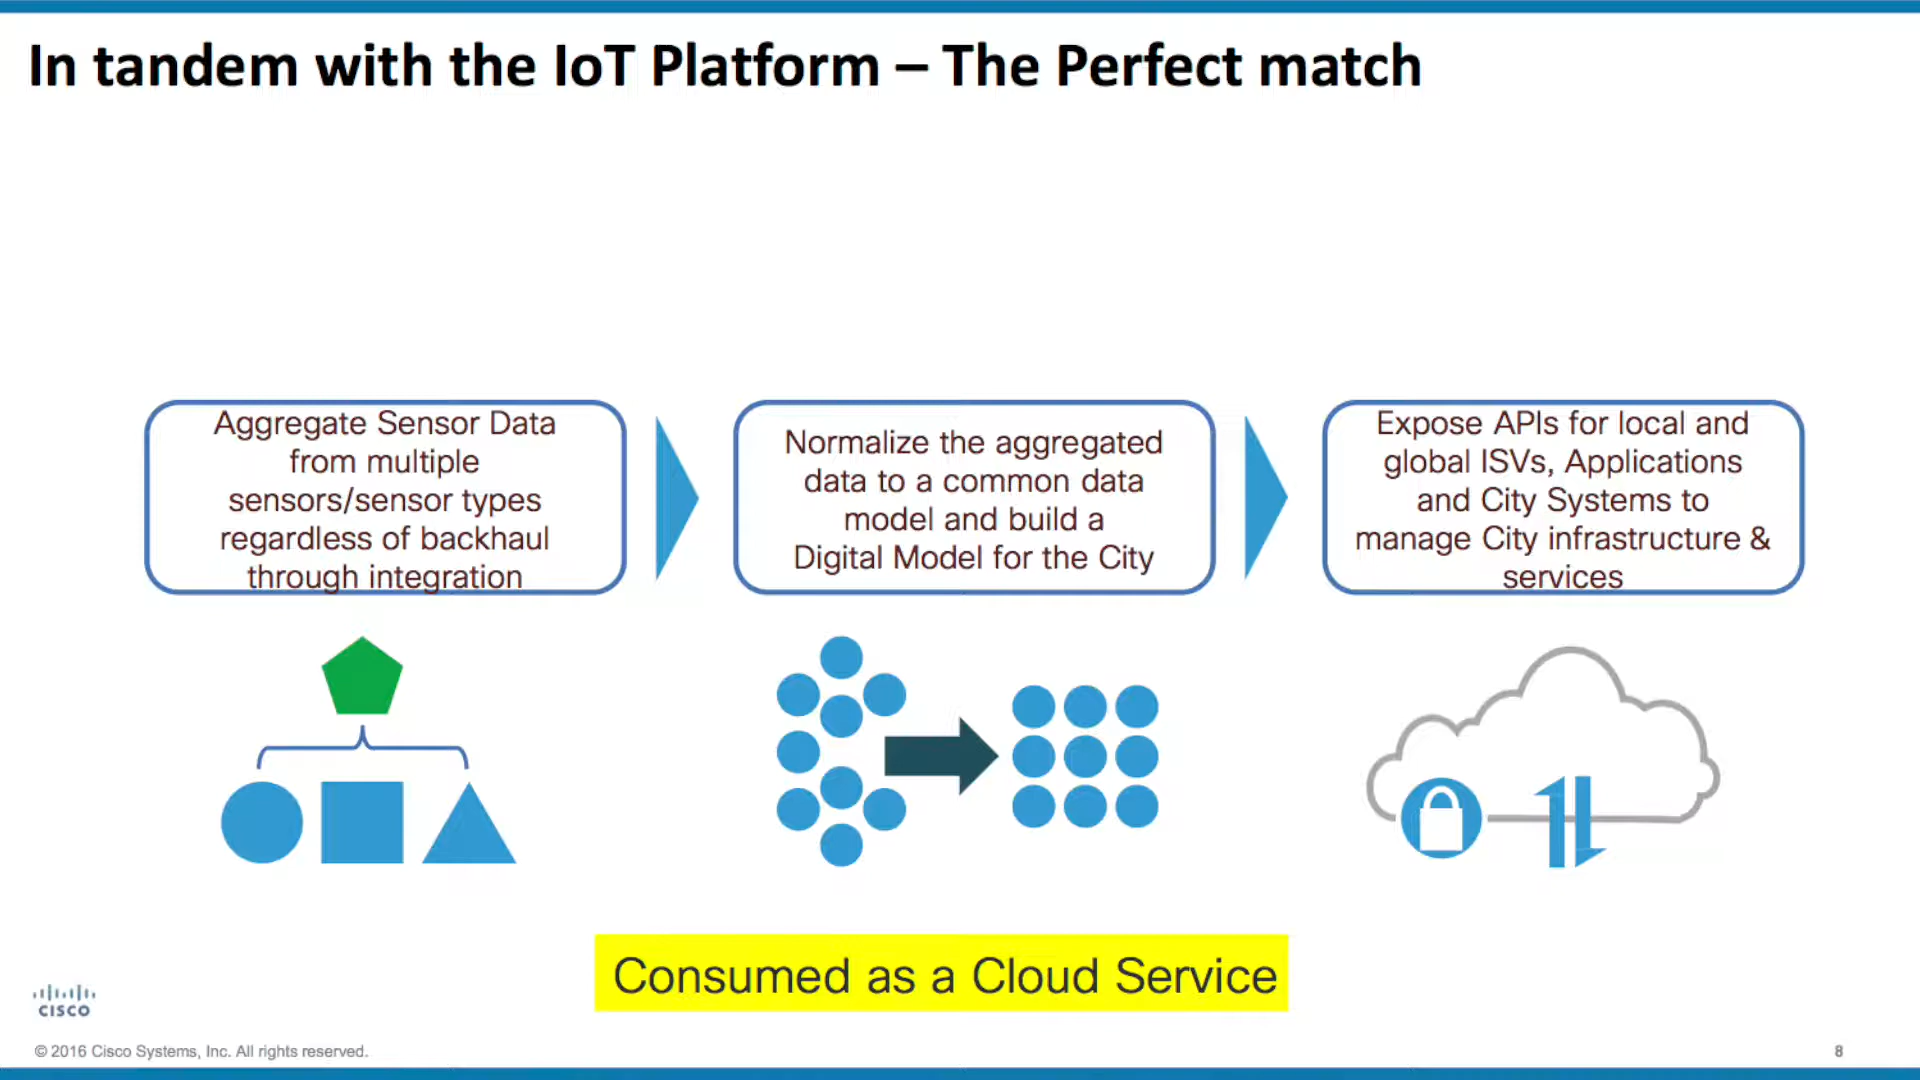 In tandem with the IoT Platform – The Perfect match
Aggregate Sensor Data
from multiple
sensors/sensor types
regardless of backhaul
through integration
Normalize the aggregated
data to a common data
model and build a
Digital Model for the City
Expose APIs for local and
global ISVs, Applications
and City Systems to
manage City infrastructure &
services
Consumed as a Cloud Service
CISCO
© 2016 Cisco Systems, Inc. All rights reserved.
8